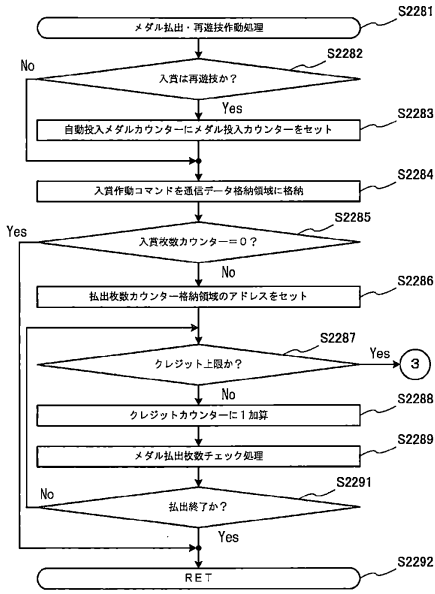 メダル払出・再遊技作動処理
S2281
S2282
No
入賞は再遊技か?
Yes
S2283
自動投入メダルカウンターにメダル投入カウンターをセット
S2284
入賞作動コマンドを通信データ格納領域に格納
S2285
Yes
入賞枚数カウンター=0?
No
S2286
払出枚数カウンター格納領域のアドレスをセット
S2287
クレジット上限か?
Yes
3
No
S2288
クレジットカウンターに1加算
S2289
メダル払出枚数チェック処理
S2291
No
払出終了か?
Yes
S2292
RET